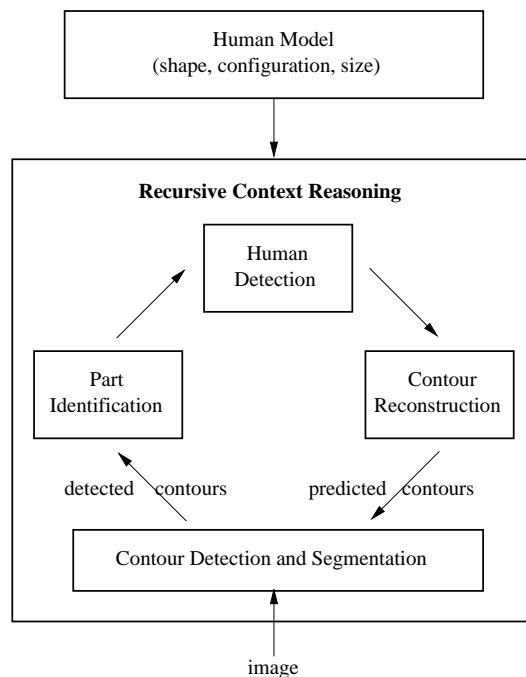 Human Model
(shape, configuration, size)
Recursive Context Reasoning
Human
Detection
Part
Identification
Contour
Reconstruction
detected contours
predicted contours
Contour Detection and Segmentation
image